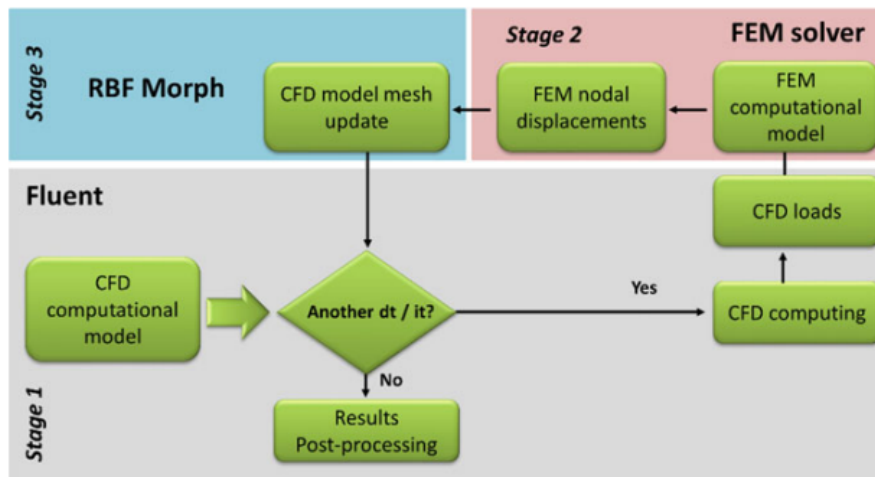 Stage 3
RBF Morph
CFD model mesh
update
Stage 2
FEM solver
FEM nodal
displacements
FEM
computational
model
Fluent
Stage 1
CFD
computational
model
Another dt / it?
Yes
No
Results
Post-processing
CFD loads
CFD computing